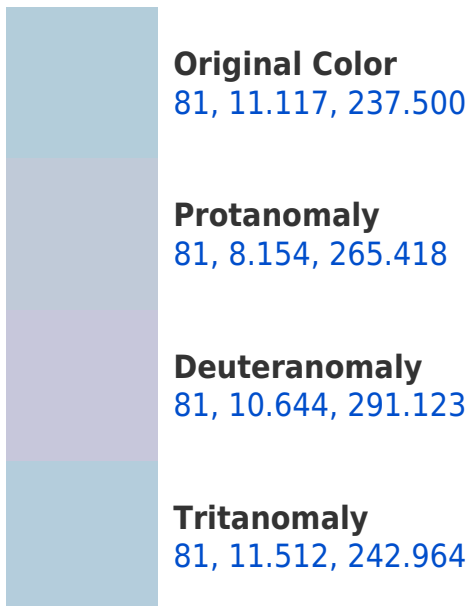 Original Color
81, 11.117, 237.500
Protanomaly
81, 8.154, 265.418
Deuteranomaly
81, 10.644, 291.123
Tritanomaly
81, 11.512, 242.964